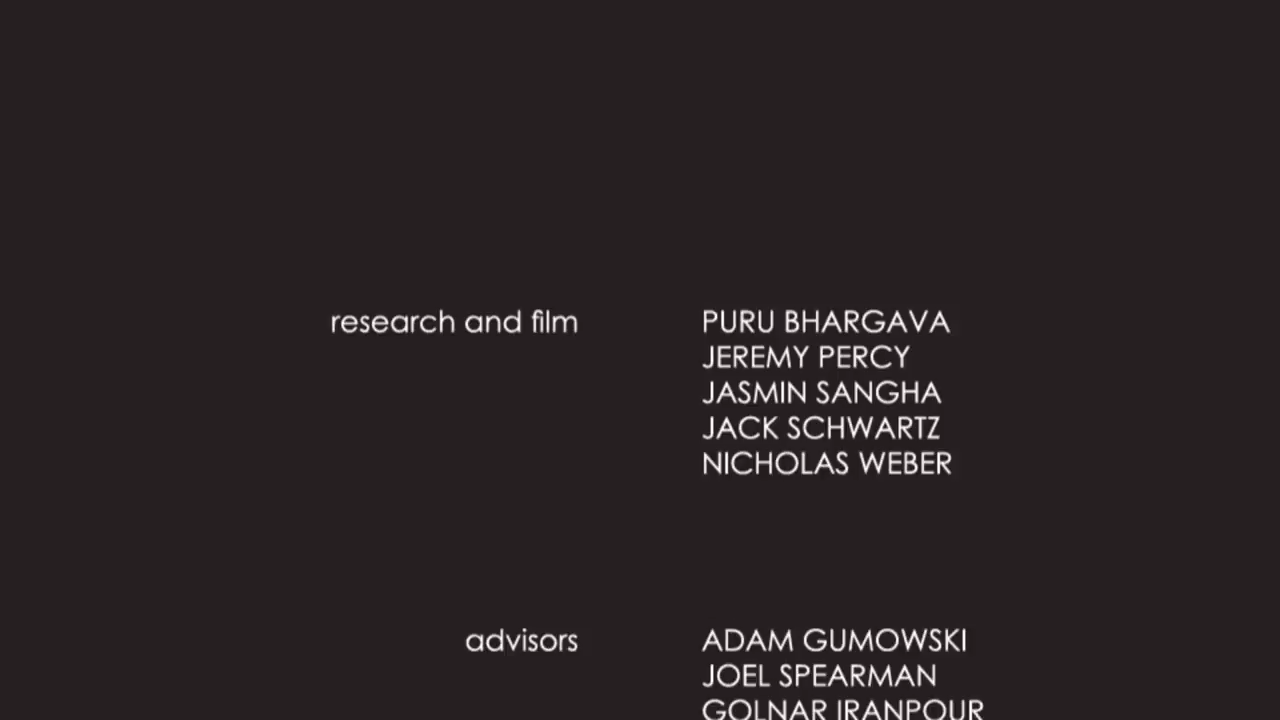 research and film PURU BHARGAVA
JEREMY PERCY
JASMIN SANGHA
JACK SCHWARTZ
NICHOLAS WEBER
advisors ADAM GUMOWSKI
JOEL SPEARMAN
GOLNAR IRANPOUR